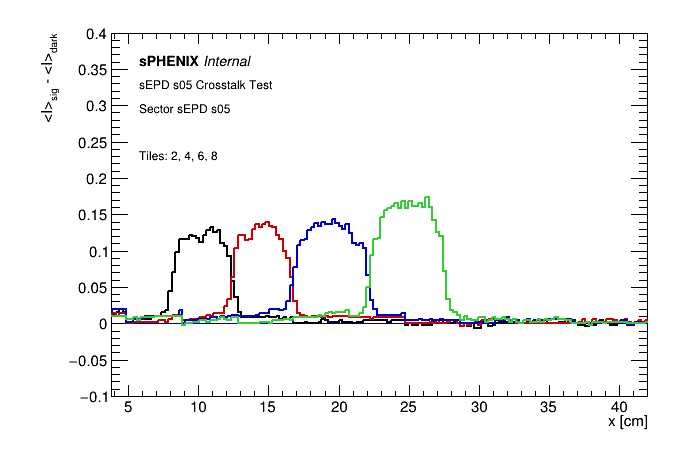 sPHENIX Internal
sEPD s05 Crosstalk Test
Sector sEPD s05
Tiles: 2, 4, 6, 8
<I>sig - <I>dark
0.4
0.35
0.3
0.25
0.2
0.15
0.1
0.05
0
−0.05
−0.1
5 10 15 20 25 30 35 40
x [cm]